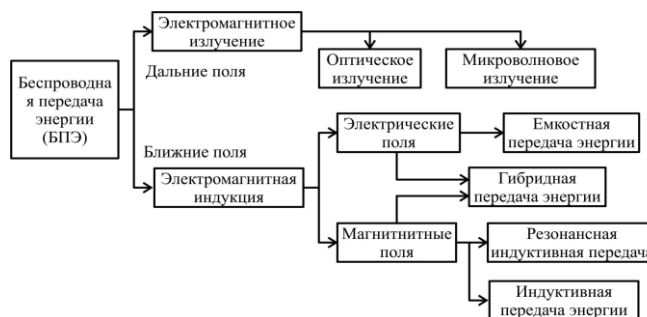 Электромагнитное
излучение
Дальние поля
Оптическое
излучение
Микроволновое
излучение
Беспроводна
я передача
энергии
(БПЭ)
Ближние поля
Электромагнитная
индукция
Электрические
поля
Емкостная
передача энергии
Гибридная
передача энергии
Магнитнитные
поля
Резонансная
индуктивная передача
Индуктивная
передача энергии